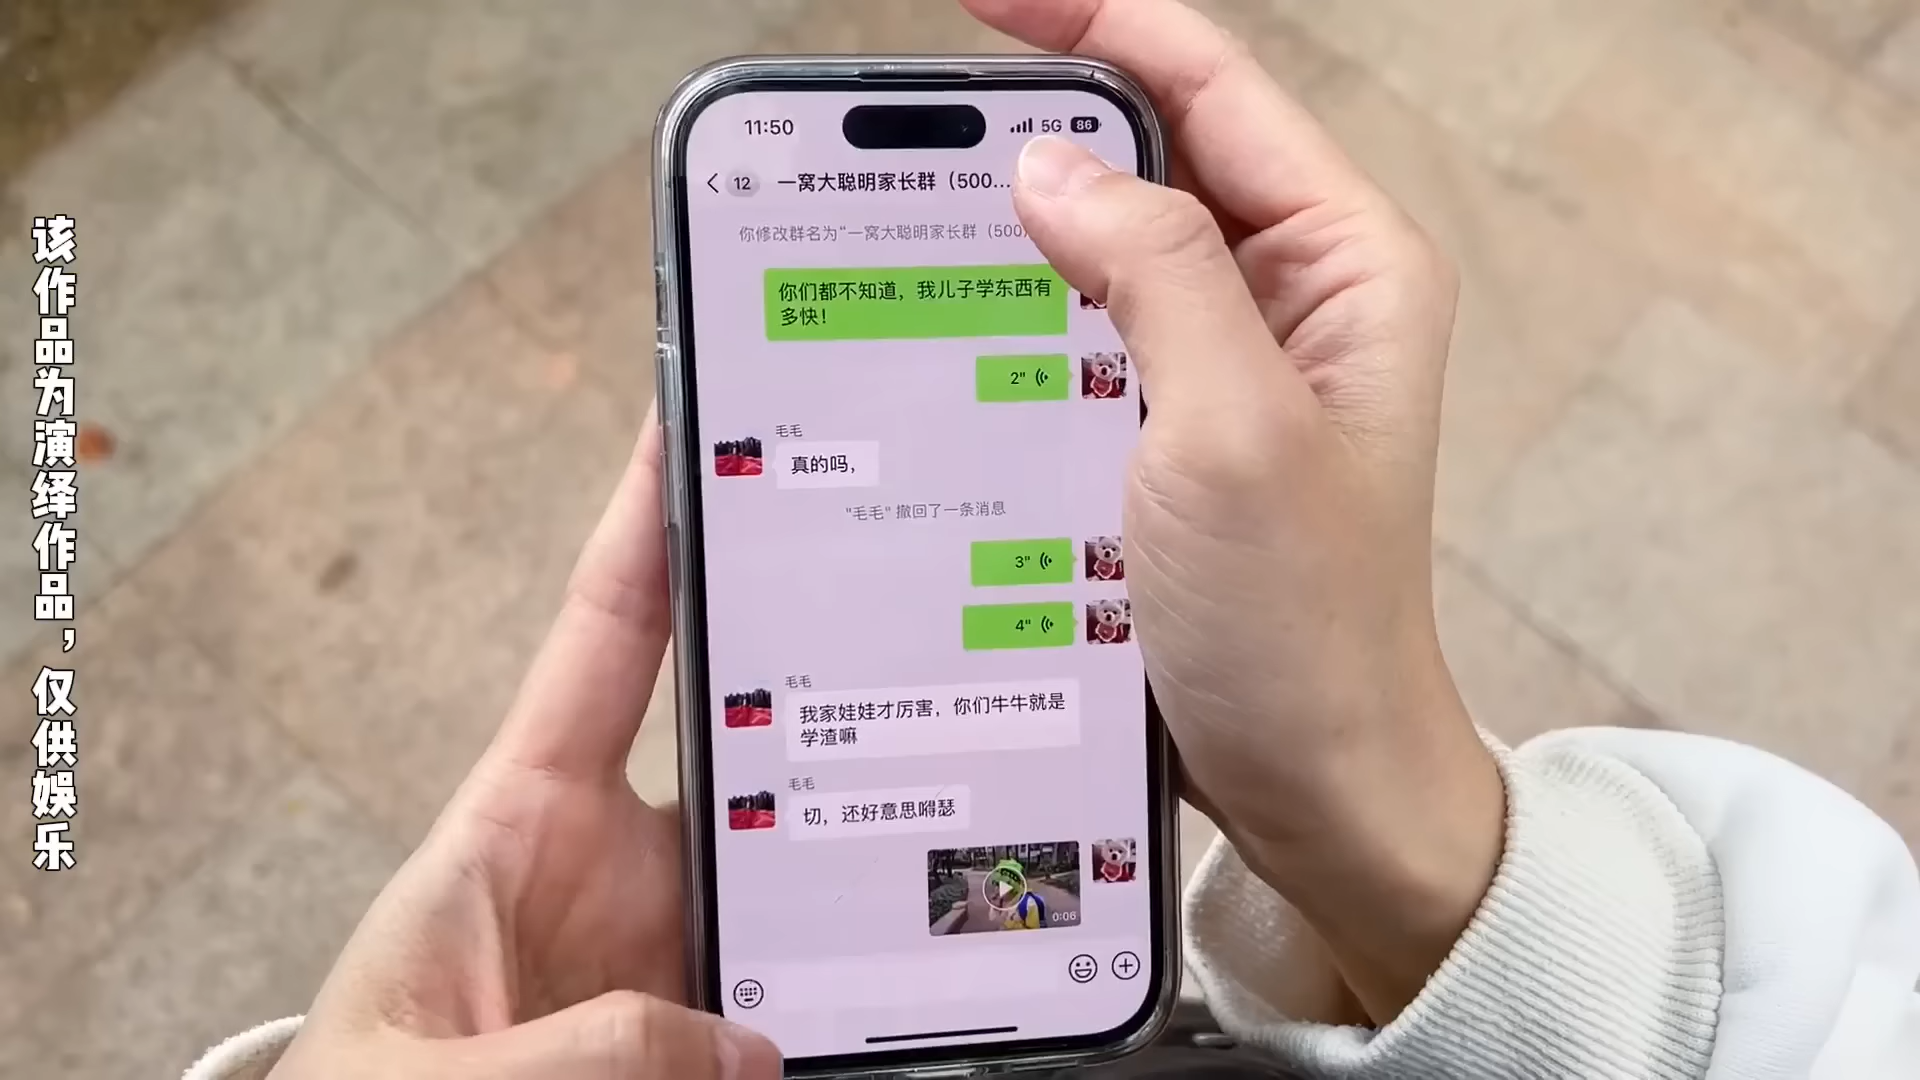 该作品为演绎作品，仅供娱乐
11:50
5G
86
12
一窝大聪明家长群（500...
你修改群名为“一窝大聪明家长群（500）
你们都不知道，我儿子学东西有
多快！
2"
毛毛
真的吗，
"毛毛" 撤回了一条消息
3"
4"
毛毛
我家娃娃才厉害，你们牛牛就是
学渣嘛
毛毛
切，还好意思嘚瑟
0:06